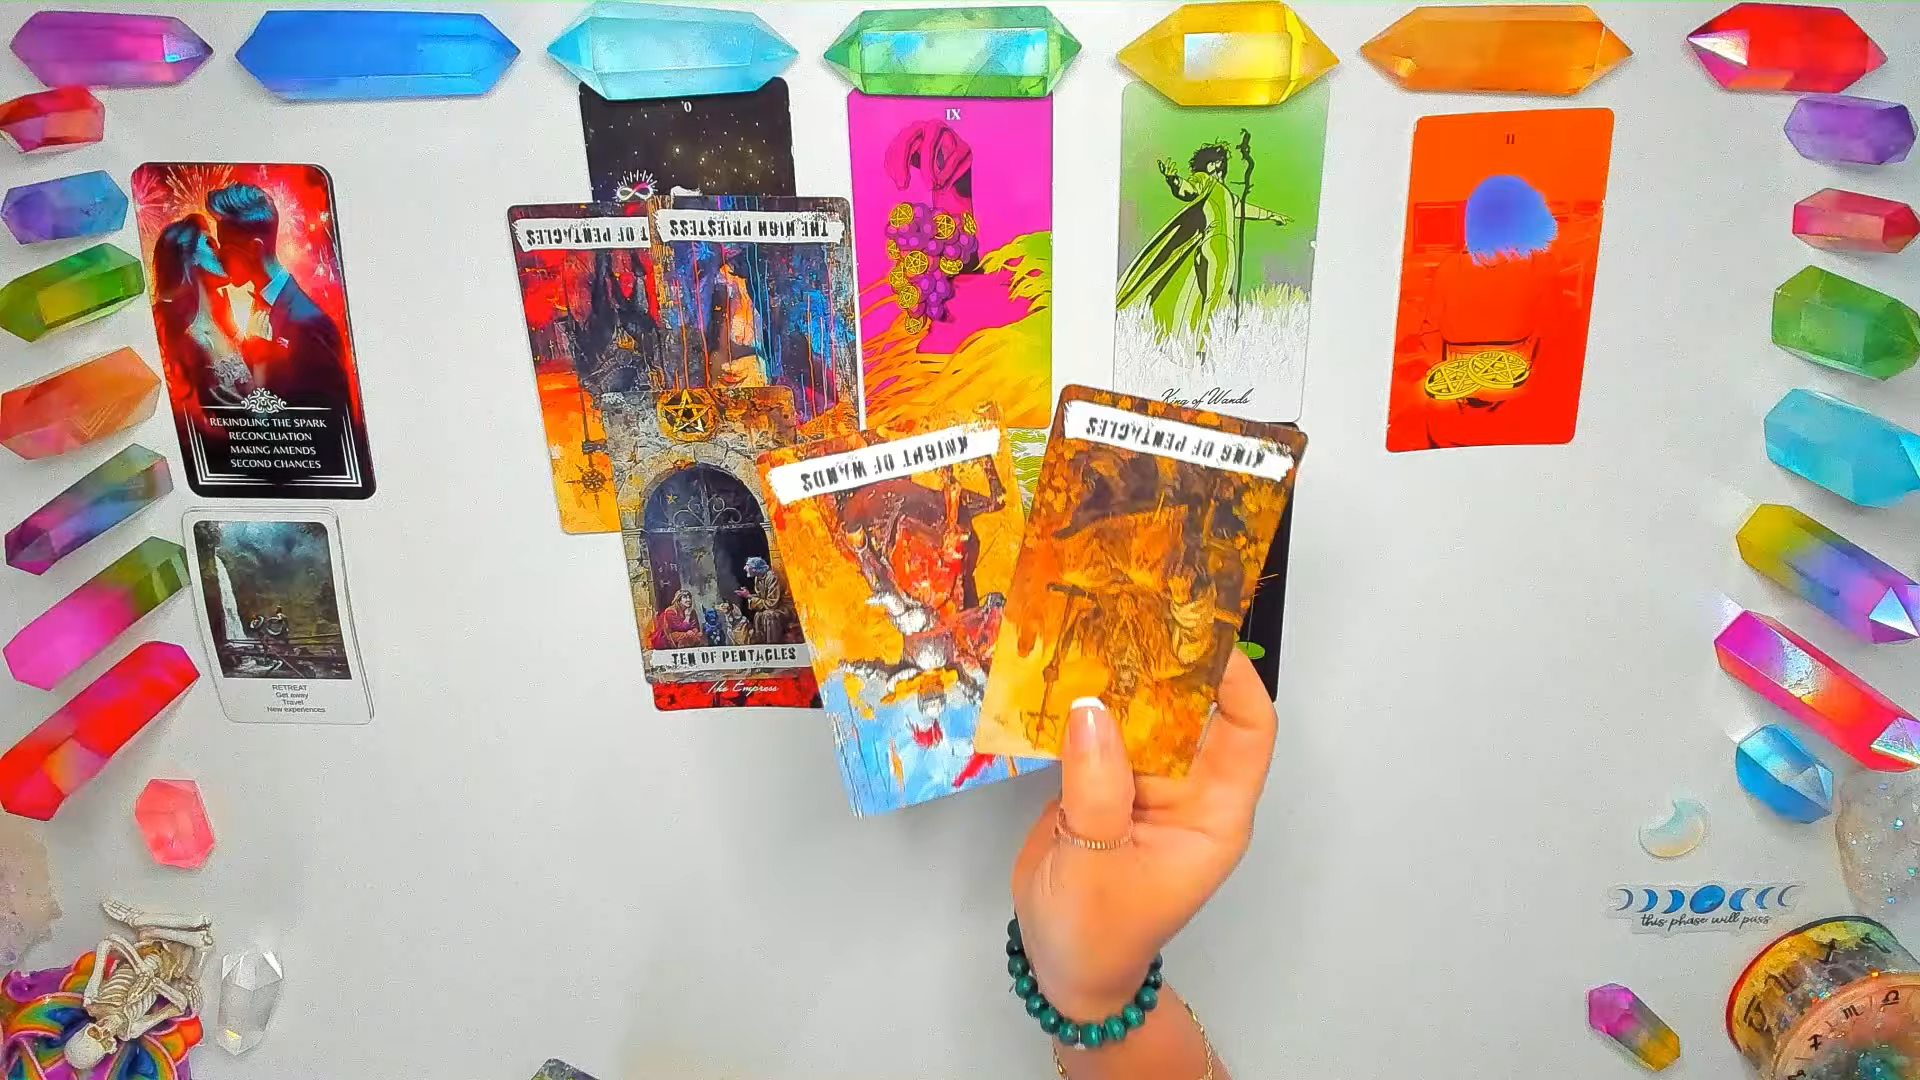 0
IX
II
T OF PENTACLES
THE HIGH PRIESTESS
King of Wands
REKINDLING THE SPARK
RECONCILIATION
MAKING AMENDS
SECOND CHANCES
KNIGHT OF WANDS
KING OF PENTACLES
TEN OF PENTACLES
The Empress
RETREAT
Get away
Travel
New experiences
this phase will pass